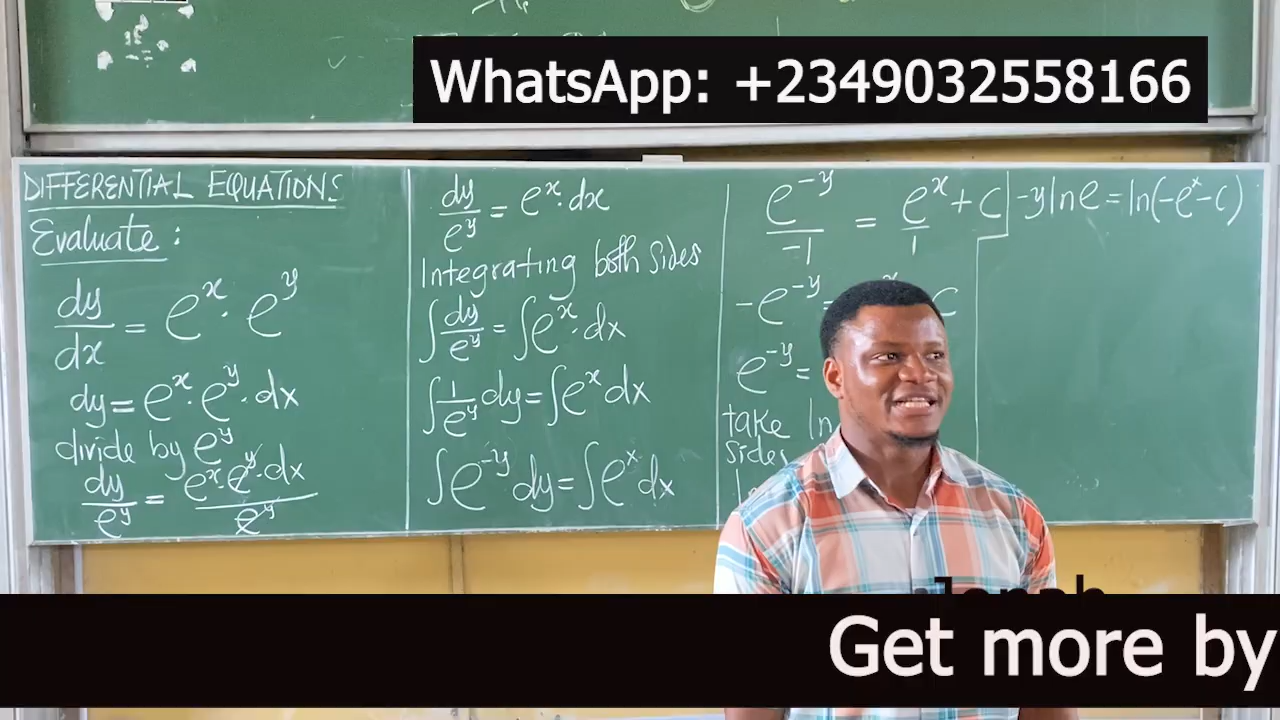 WhatsApp: +2349032558166
DIFFERENTIAL EQUATIONS
Evaluate:
dy/dx = e^x · e^y
dy = e^x · e^y · dx
divide by e^y
dy/e^y = e^x · e^y · dx/e^y
dy/e^y = e^x · dx
Integrating both sides
∫ dy/e^y = ∫ e^x · dx
∫ 1/e^y dy = ∫ e^x dx
∫ e^-y dy = ∫ e^x dx
e^-y/-1 = e^x/1 + c
-e^-y = c
e^-y =
take ln
sides
-y ln e = ln(-e^x - c)
Get more by